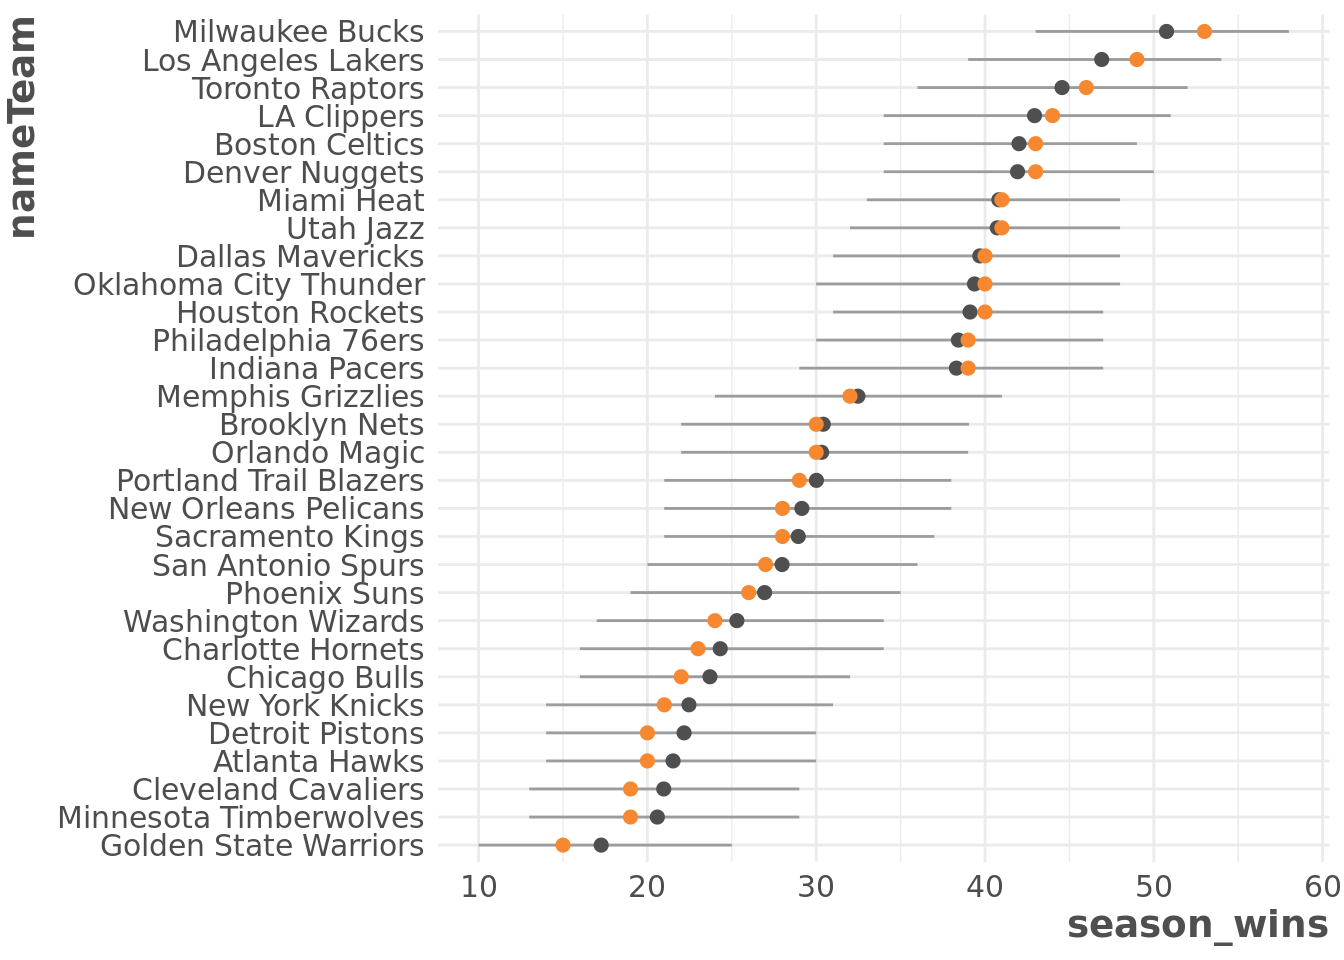 nameTeam
Milwaukee Bucks
Los Angeles Lakers
Toronto Raptors
LA Clippers
Boston Celtics
Denver Nuggets
Miami Heat
Utah Jazz
Dallas Mavericks
Oklahoma City Thunder
Houston Rockets
Philadelphia 76ers
Indiana Pacers
Memphis Grizzlies
Brooklyn Nets
Orlando Magic
Portland Trail Blazers
New Orleans Pelicans
Sacramento Kings
San Antonio Spurs
Phoenix Suns
Washington Wizards
Charlotte Hornets
Chicago Bulls
New York Knicks
Detroit Pistons
Atlanta Hawks
Cleveland Cavaliers
Minnesota Timberwolves
Golden State Warriors
10 20 30 40 50 60
season_wins